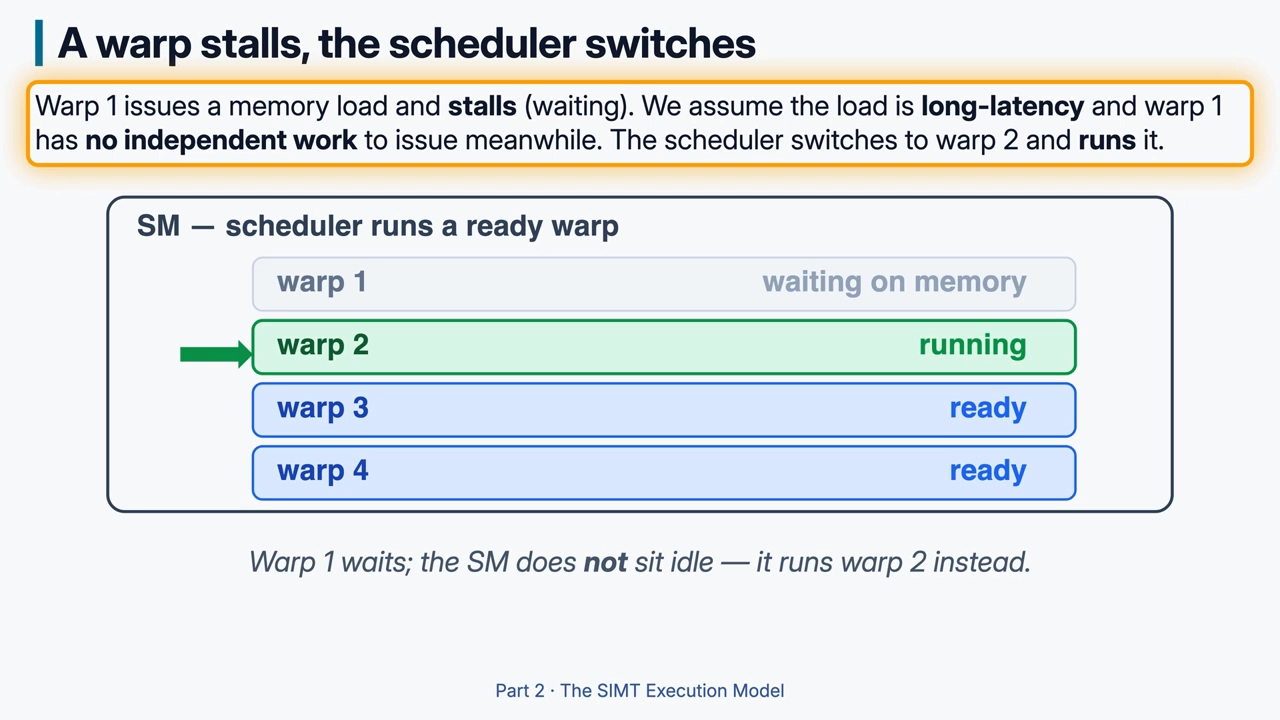 A warp stalls, the scheduler switches
Warp 1 issues a memory load and stalls (waiting). We assume the load is long-latency and warp 1
has no independent work to issue meanwhile. The scheduler switches to warp 2 and runs it.
SM — scheduler runs a ready warp
warp 1 waiting on memory
warp 2 running
warp 3 ready
warp 4 ready
Warp 1 waits; the SM does not sit idle — it runs warp 2 instead.
Part 2 · The SIMT Execution Model